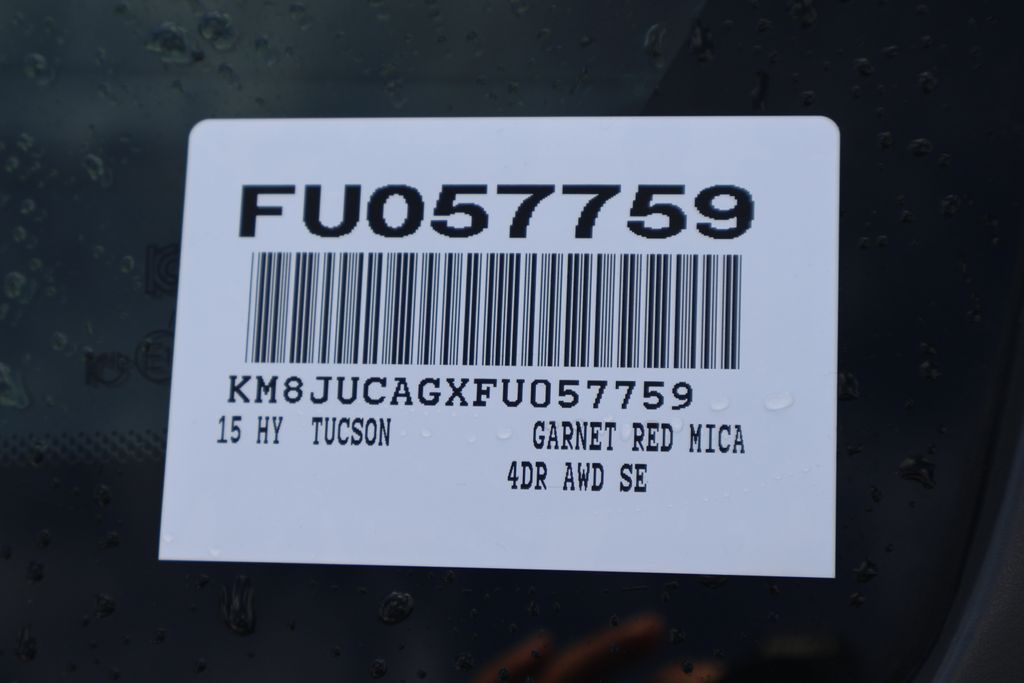 FU057759
KM8JUCAGXFU057759
15 HY TUCSON GARNET RED MICA
4DR AWD SE